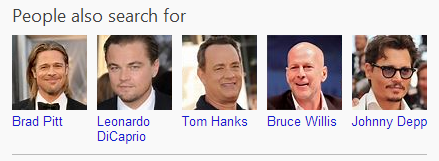 People also search for
Brad Pitt
Leonardo DiCaprio
Tom Hanks
Bruce Willis
Johnny Depp